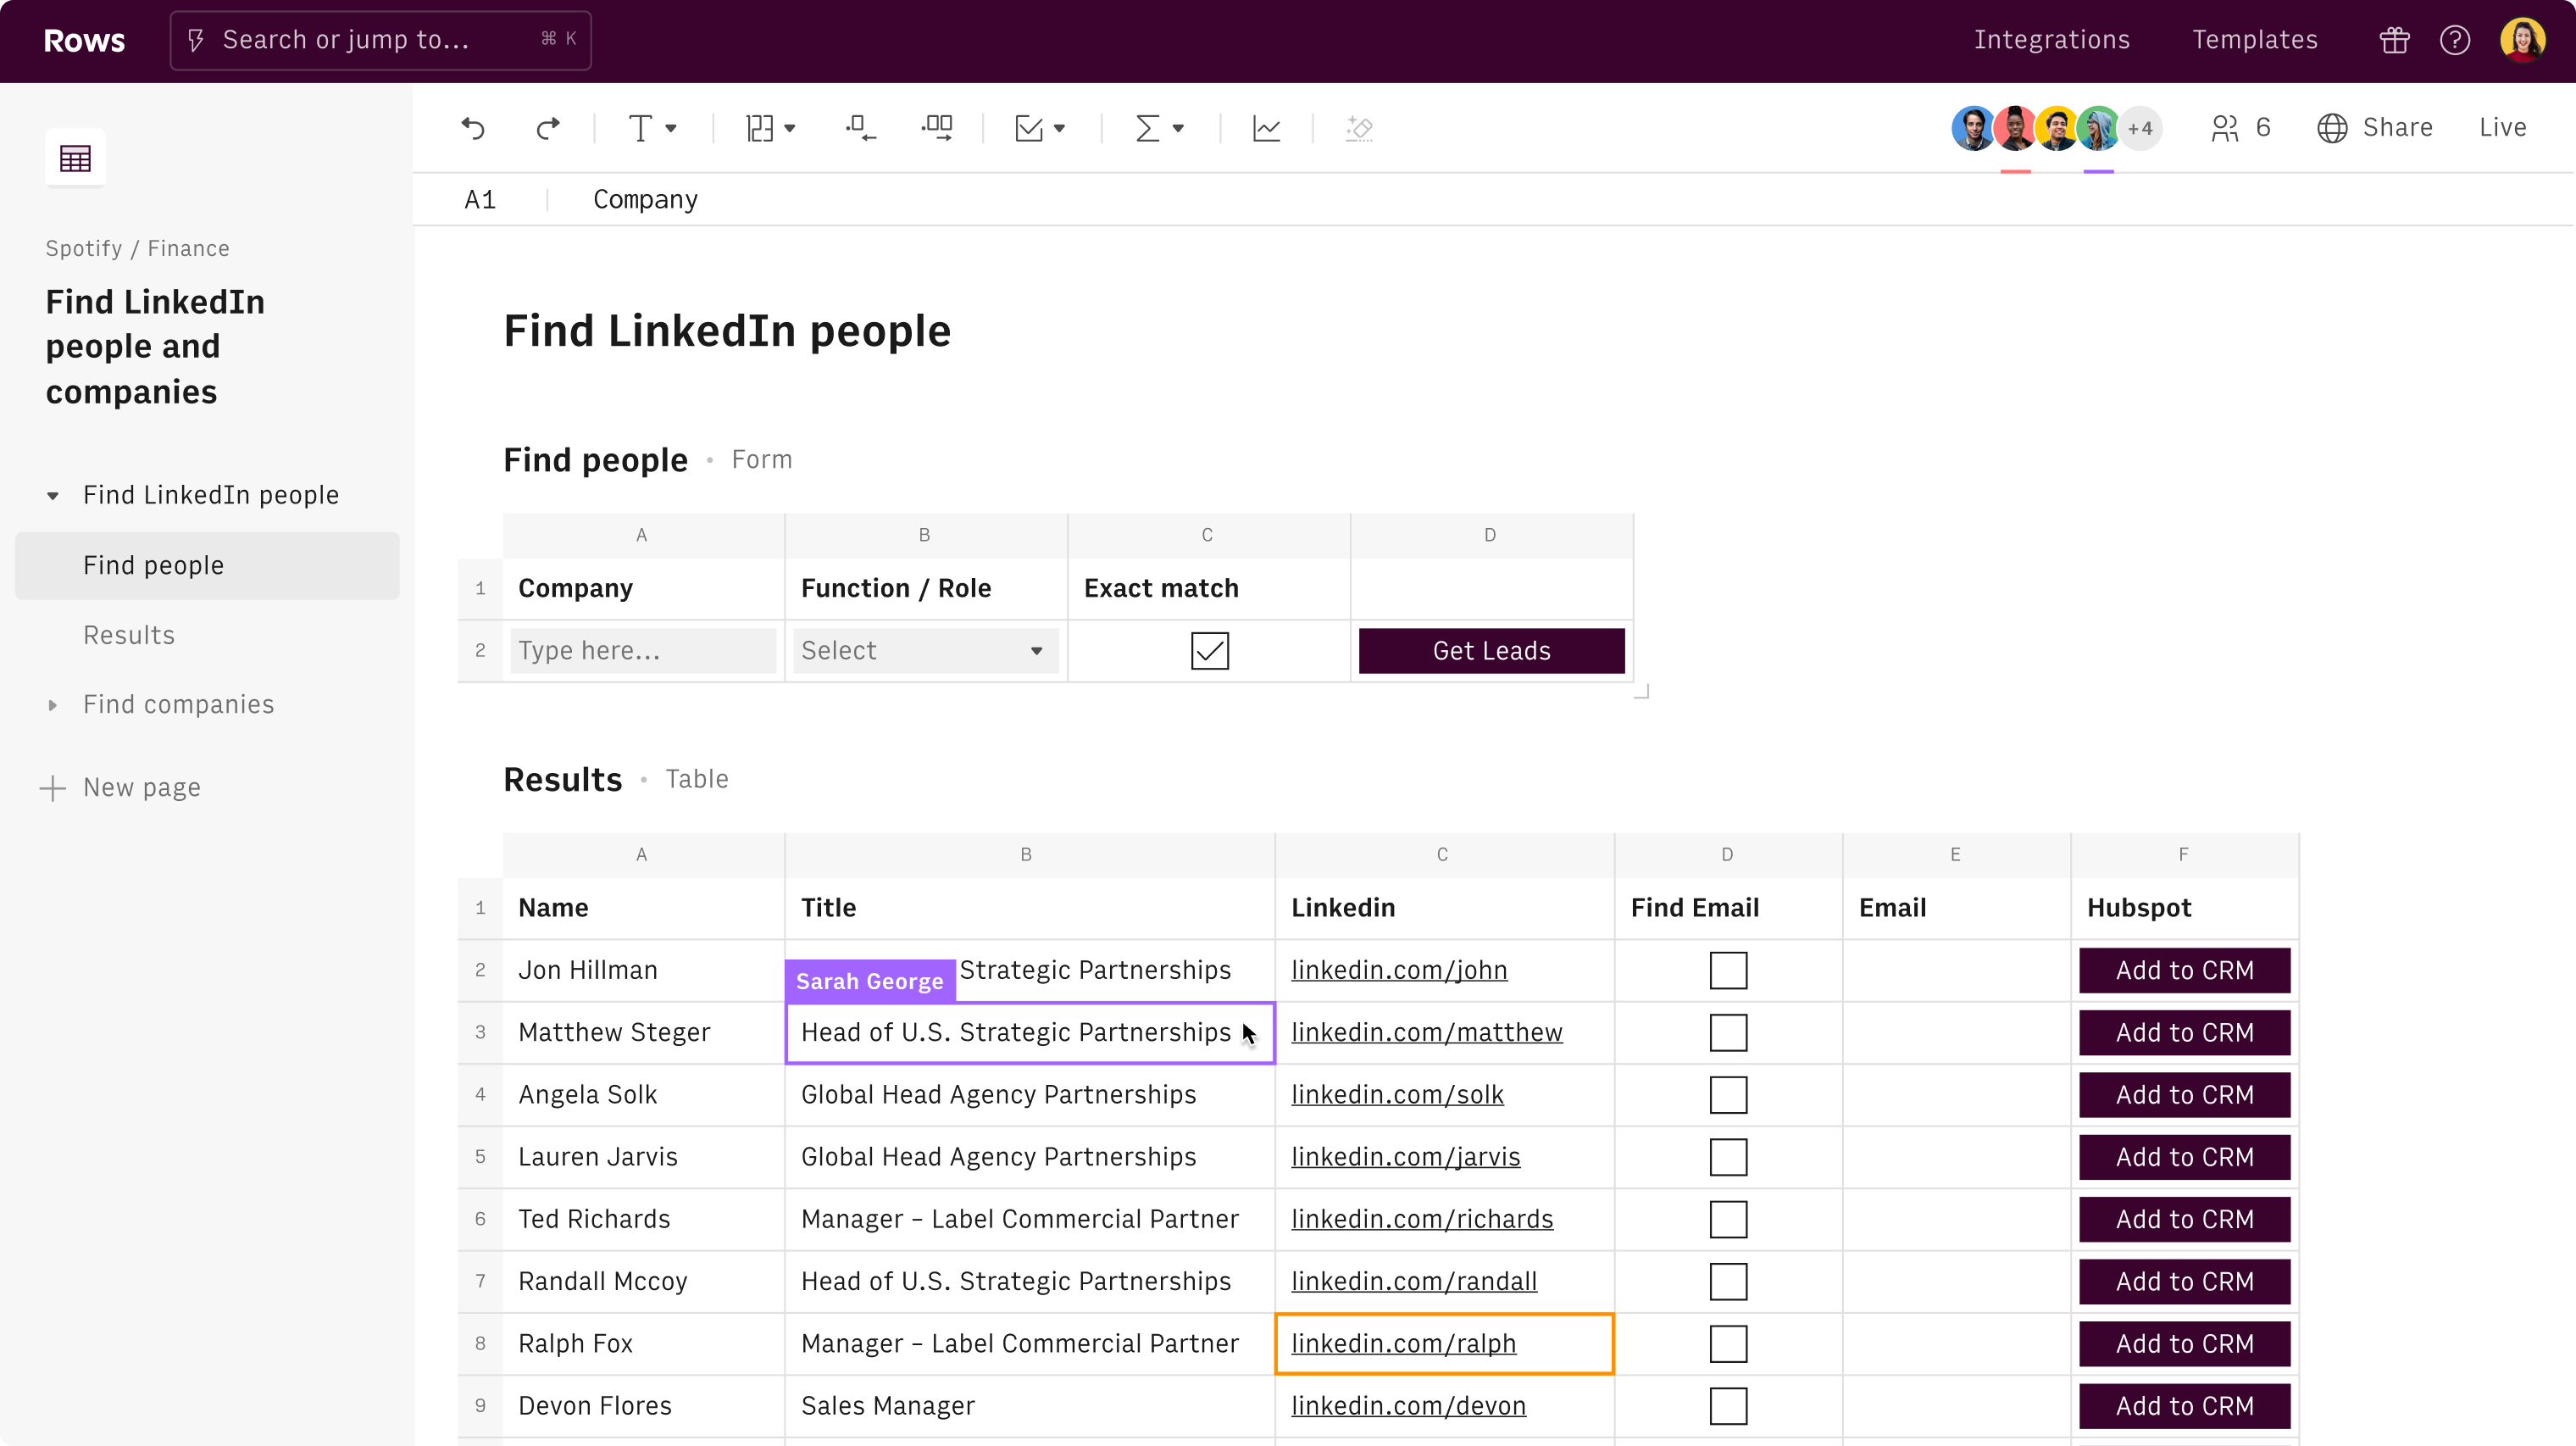 Rows
Search or jump to... ⌘ K
Integrations
Templates
+4
6
Share
Live
A1
Company
Spotify / Finance
Find LinkedIn
people and
companies
Find LinkedIn people
Find people
Results
Find companies
New page
Find LinkedIn people
Find people • Form
A B C D
1 Company Function / Role Exact match
2 Type here... Select Get Leads
Results • Table
A B C D E F
1 Name Title Linkedin Find Email Email Hubspot
2 Jon Hillman Strategic Partnerships linkedin.com/john Add to CRM
Sarah George
3 Matthew Steger Head of U.S. Strategic Partnerships linkedin.com/matthew Add to CRM
4 Angela Solk Global Head Agency Partnerships linkedin.com/solk Add to CRM
5 Lauren Jarvis Global Head Agency Partnerships linkedin.com/jarvis Add to CRM
6 Ted Richards Manager – Label Commercial Partner linkedin.com/richards Add to CRM
7 Randall Mccoy Head of U.S. Strategic Partnerships linkedin.com/randall Add to CRM
8 Ralph Fox Manager – Label Commercial Partner linkedin.com/ralph Add to CRM
9 Devon Flores Sales Manager linkedin.com/devon Add to CRM